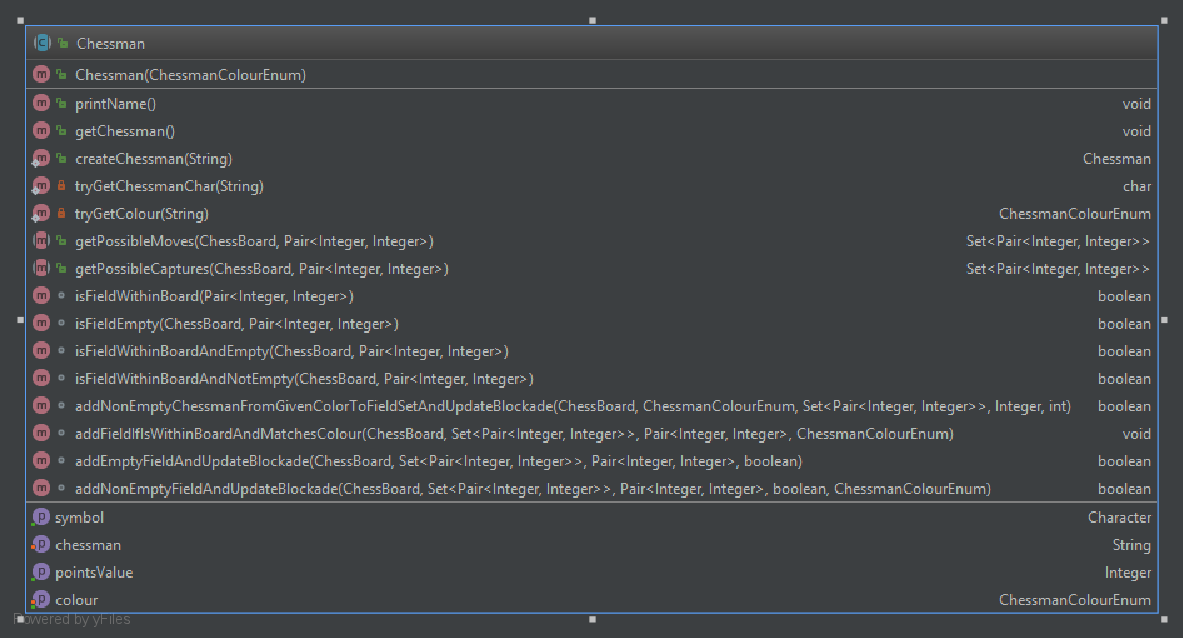 Chessman
Chessman(ChessmanColourEnum)
printName() void
getChessman() void
createChessman(String) Chessman
tryGetChessmanChar(String) char
tryGetColour(String) ChessmanColourEnum
getPossibleMoves(ChessBoard, Pair<Integer, Integer>) Set<Pair<Integer, Integer>>
getPossibleCaptures(ChessBoard, Pair<Integer, Integer>) Set<Pair<Integer, Integer>>
isFieldWithinBoard(Pair<Integer, Integer>) boolean
isFieldEmpty(ChessBoard, Pair<Integer, Integer>) boolean
isFieldWithinBoardAndEmpty(ChessBoard, Pair<Integer, Integer>) boolean
isFieldWithinBoardAndNotEmpty(ChessBoard, Pair<Integer, Integer>) boolean
addNonEmptyChessmanFromGivenColorToFieldSetAndUpdateBlockade(ChessBoard, ChessmanColourEnum, Set<Pair<Integer, Integer>>, Integer, int) boolean
addFieldIfIsWithinBoardAndMatchesColour(ChessBoard, Set<Pair<Integer, Integer>>, Pair<Integer, Integer>, ChessmanColourEnum) void
addEmptyFieldAndUpdateBlockade(ChessBoard, Set<Pair<Integer, Integer>>, Pair<Integer, Integer>, boolean) boolean
addNonEmptyFieldAndUpdateBlockade(ChessBoard, Set<Pair<Integer, Integer>>, Pair<Integer, Integer>, boolean, ChessmanColourEnum) boolean
symbol Character
chessman String
pointsValue Integer
colour ChessmanColourEnum
Powered by yFiles